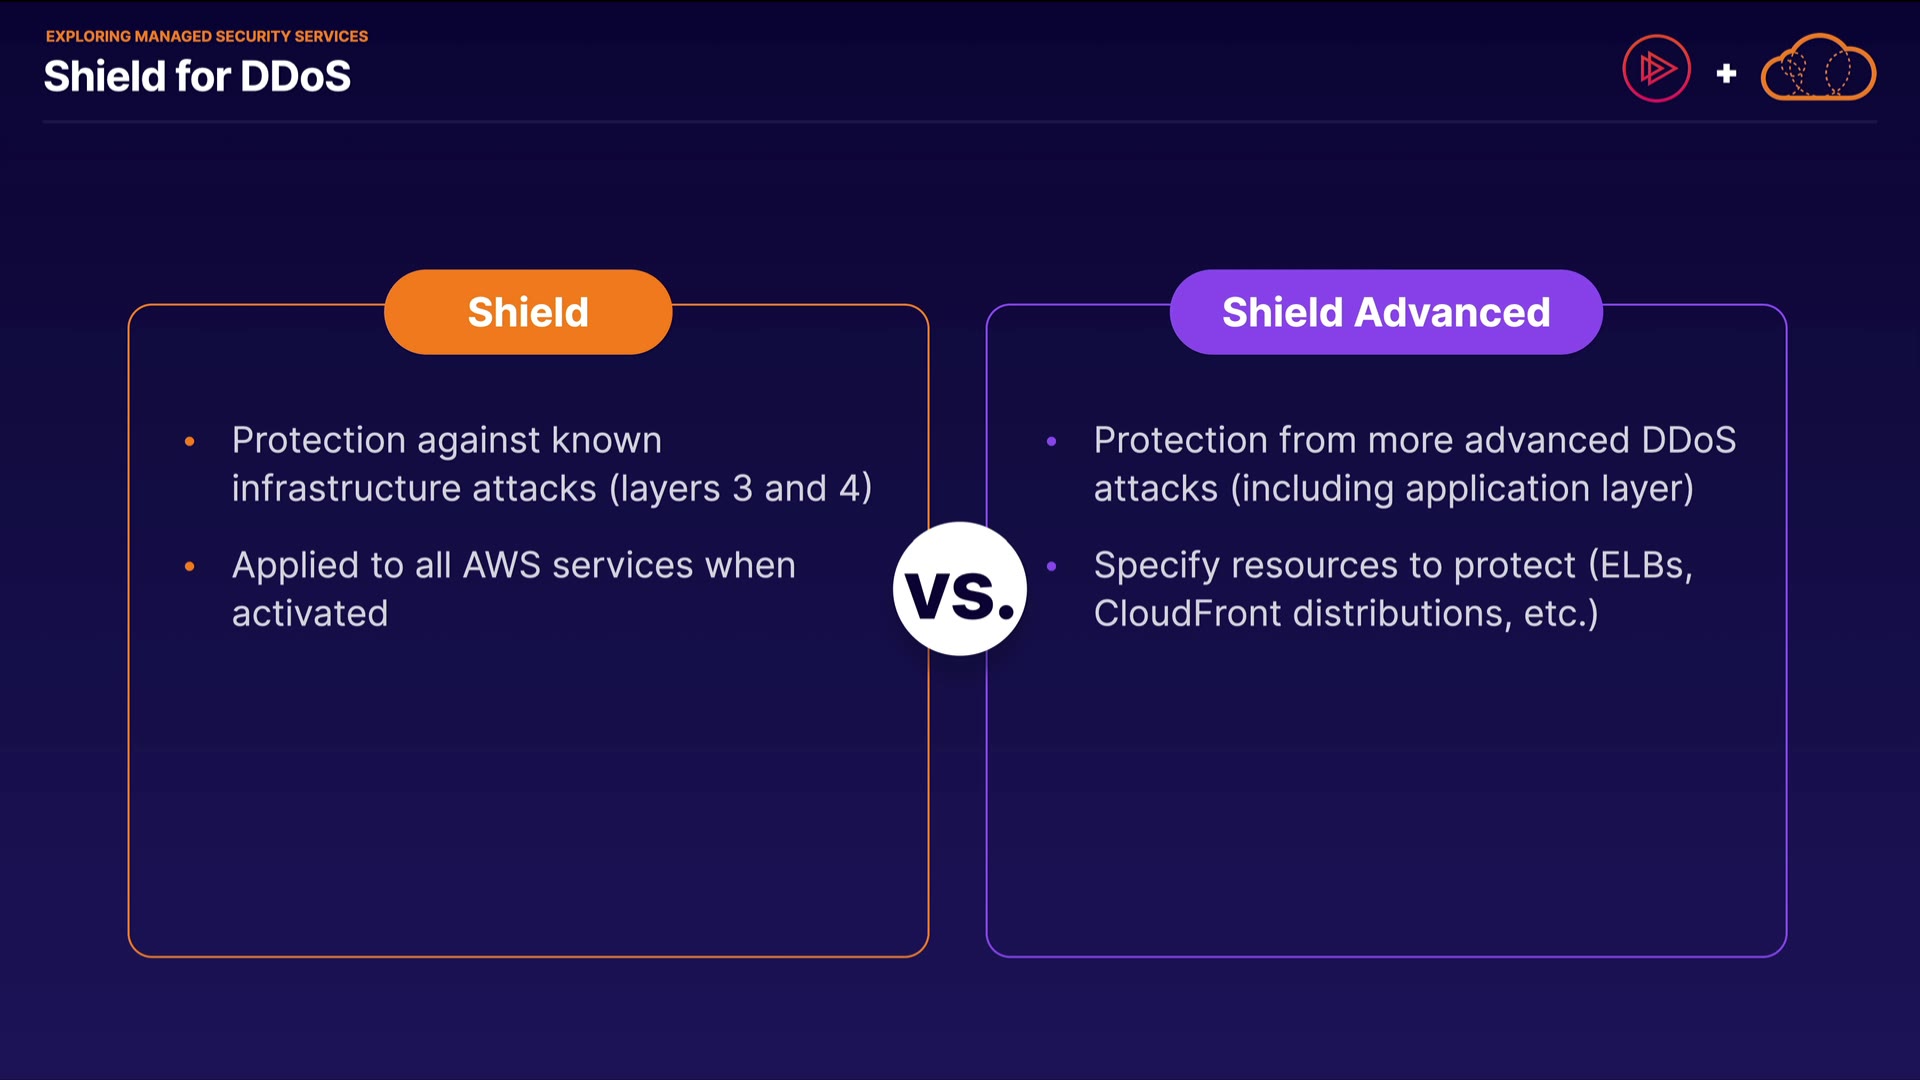 EXPLORING MANAGED SECURITY SERVICES
Shield for DDoS
Shield
• Protection against known
infrastructure attacks (layers 3 and 4)
• Applied to all AWS services when
activated
vs.
Shield Advanced
• Protection from more advanced DDoS
attacks (including application layer)
• Specify resources to protect (ELBs,
CloudFront distributions, etc.)